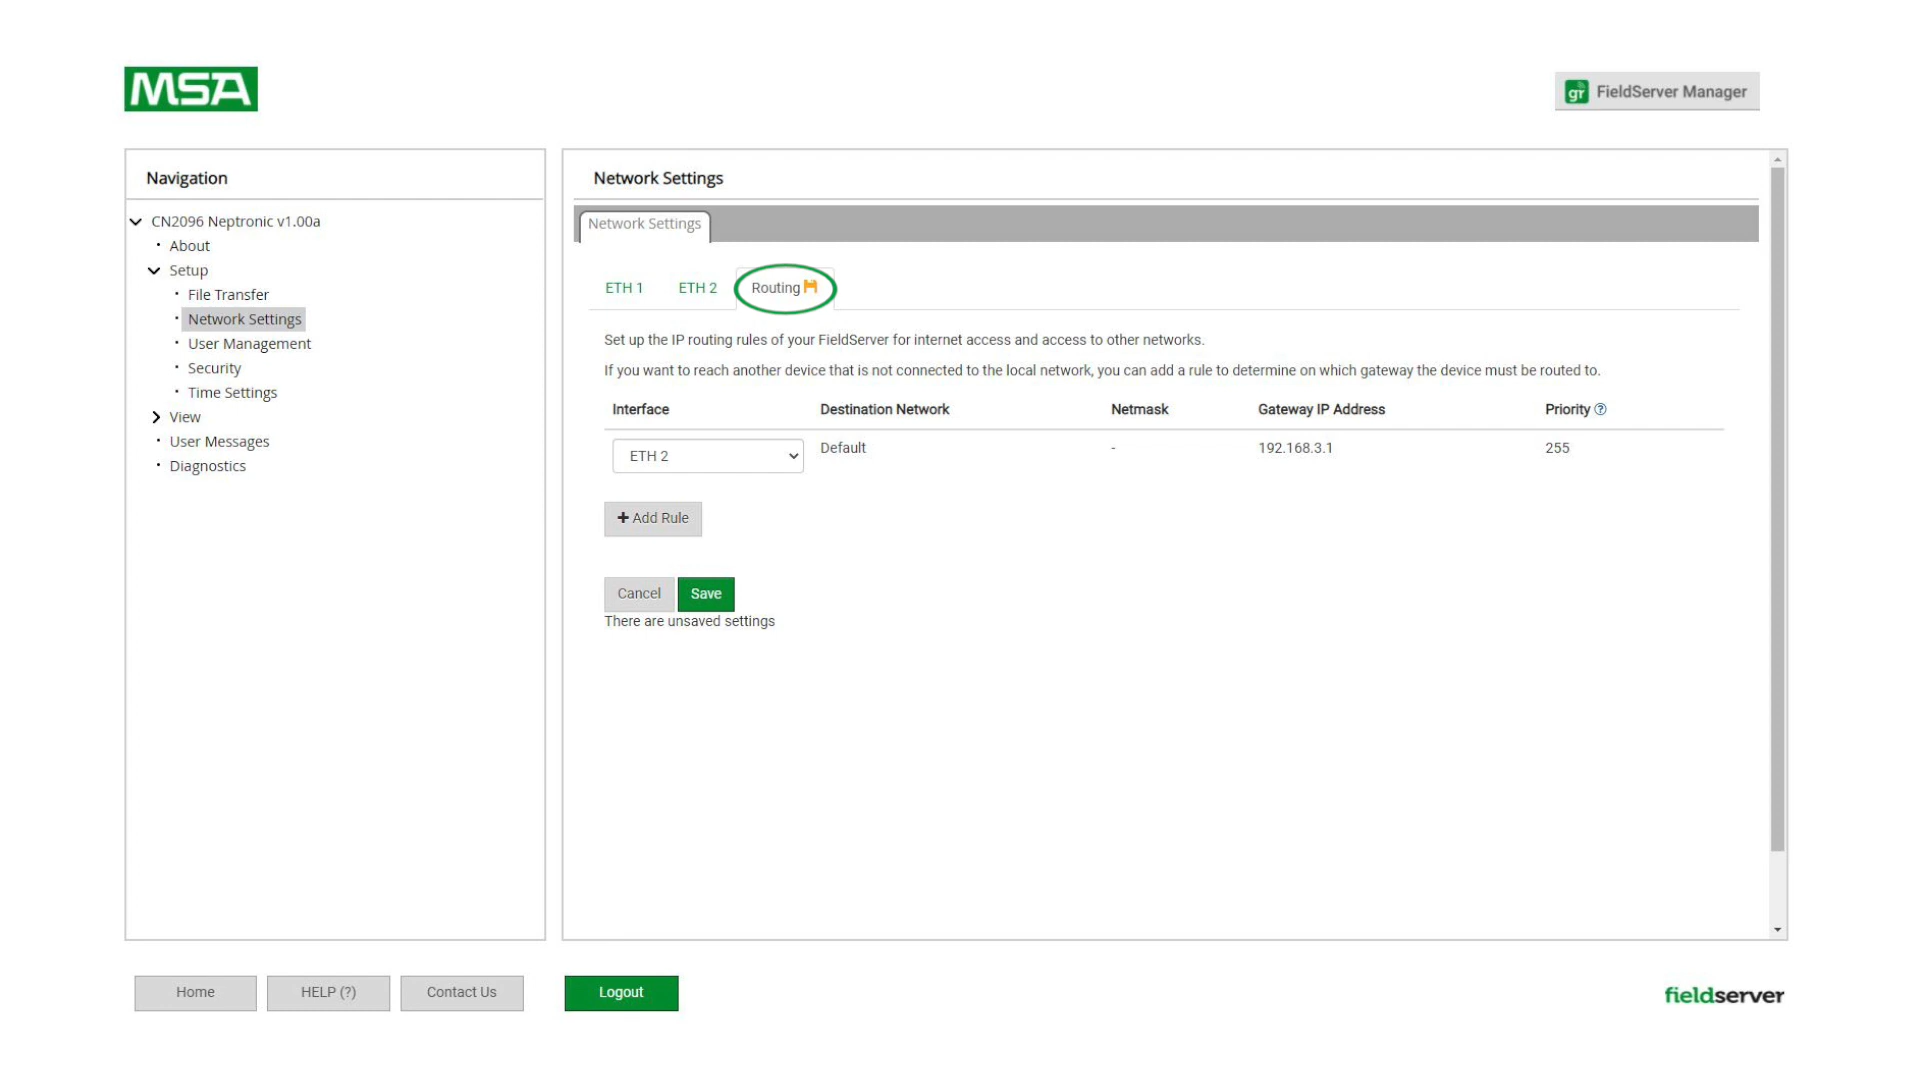 MSA
gr FieldServer Manager
Navigation
CN2096 Neptronic v1.00a
About
Setup
File Transfer
Network Settings
User Management
Security
Time Settings
View
User Messages
Diagnostics
Network Settings
Network Settings
ETH 1 ETH 2 Routing
Set up the IP routing rules of your FieldServer for internet access and access to other networks.
If you want to reach another device that is not connected to the local network, you can add a rule to determine on which gateway the device must be routed to.
Interface Destination Network Netmask Gateway IP Address Priority ?
ETH 2 Default - 192.168.3.1 255
+ Add Rule
Cancel Save
There are unsaved settings
Home HELP (?) Contact Us Logout
fieldserver